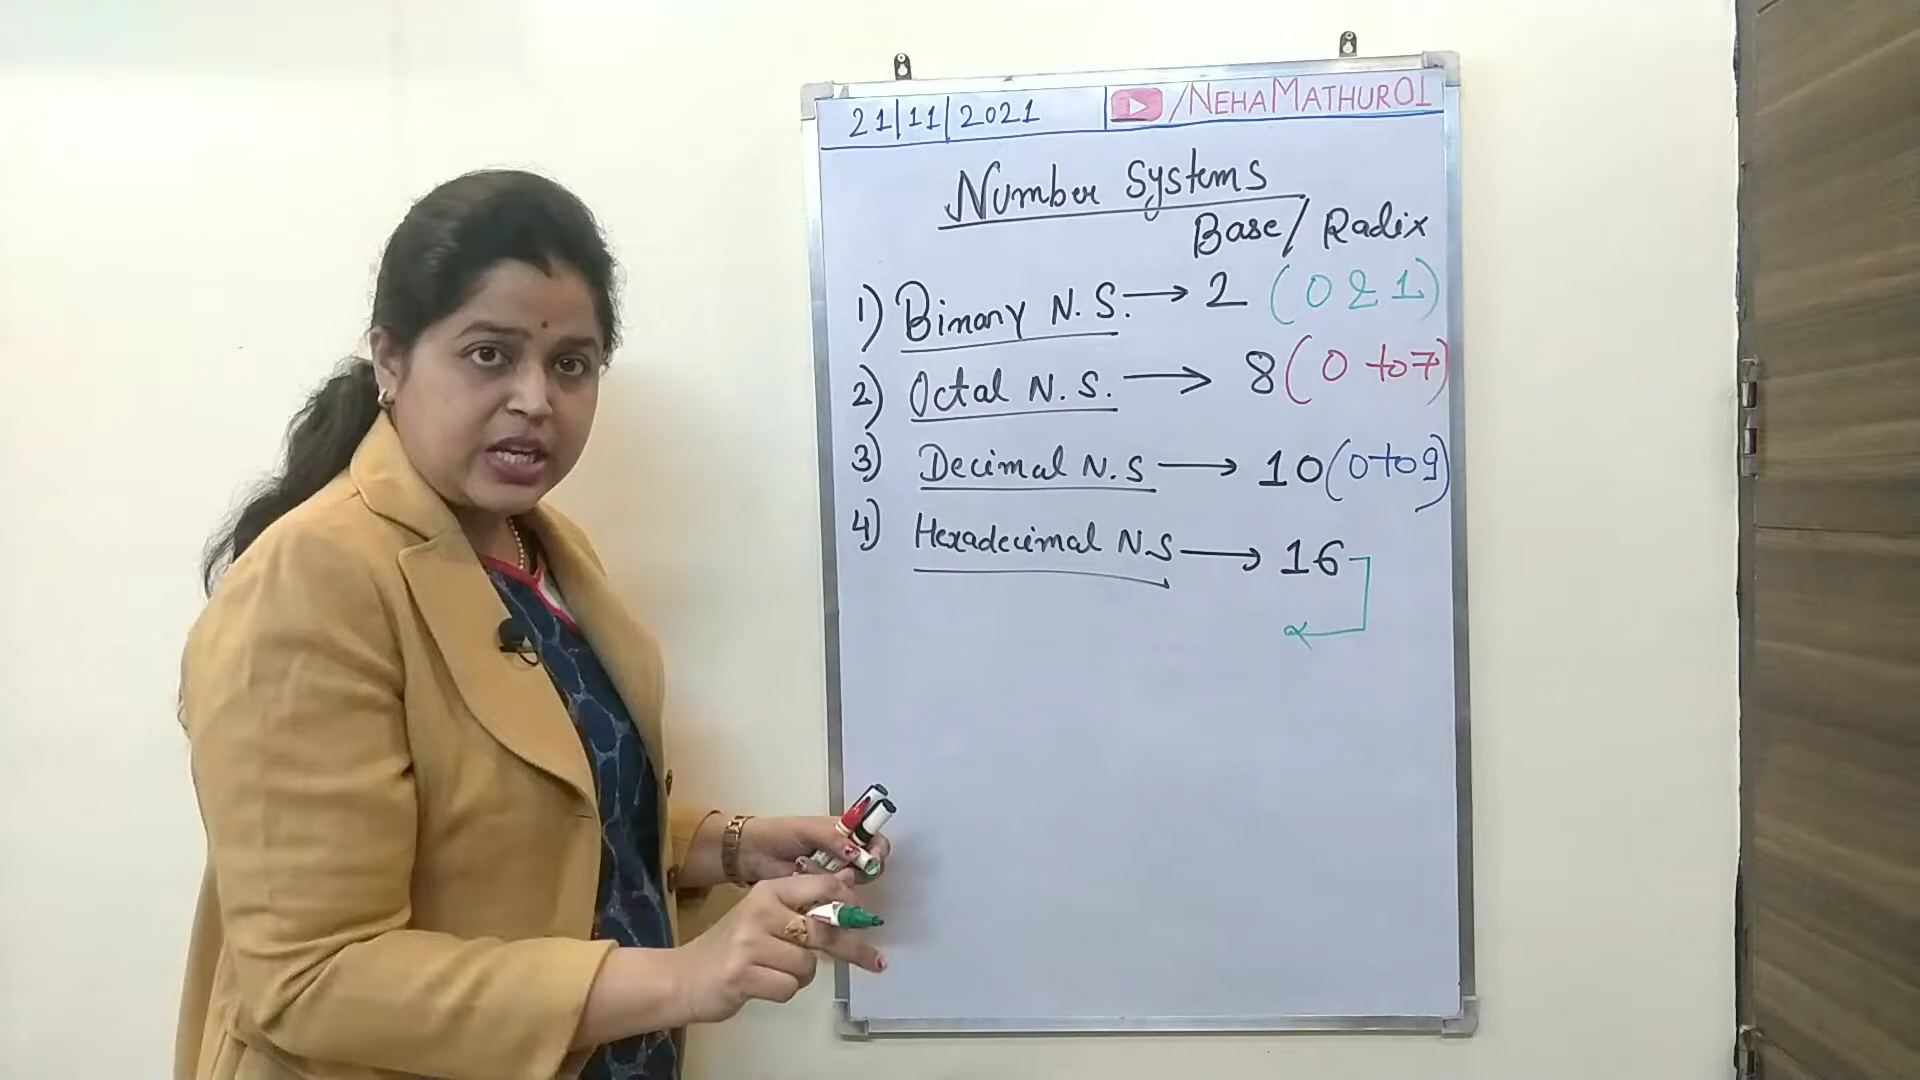 21/11/2021 /NEHAMATHUR01
Number Systems
Base/Radix
1) Binary N.S. → 2 (0 & 1)
2) Octal N.S. → 8 (0 to 7)
3) Decimal N.S → 10 (0 to 9)
4) Hexadecimal N.S → 16